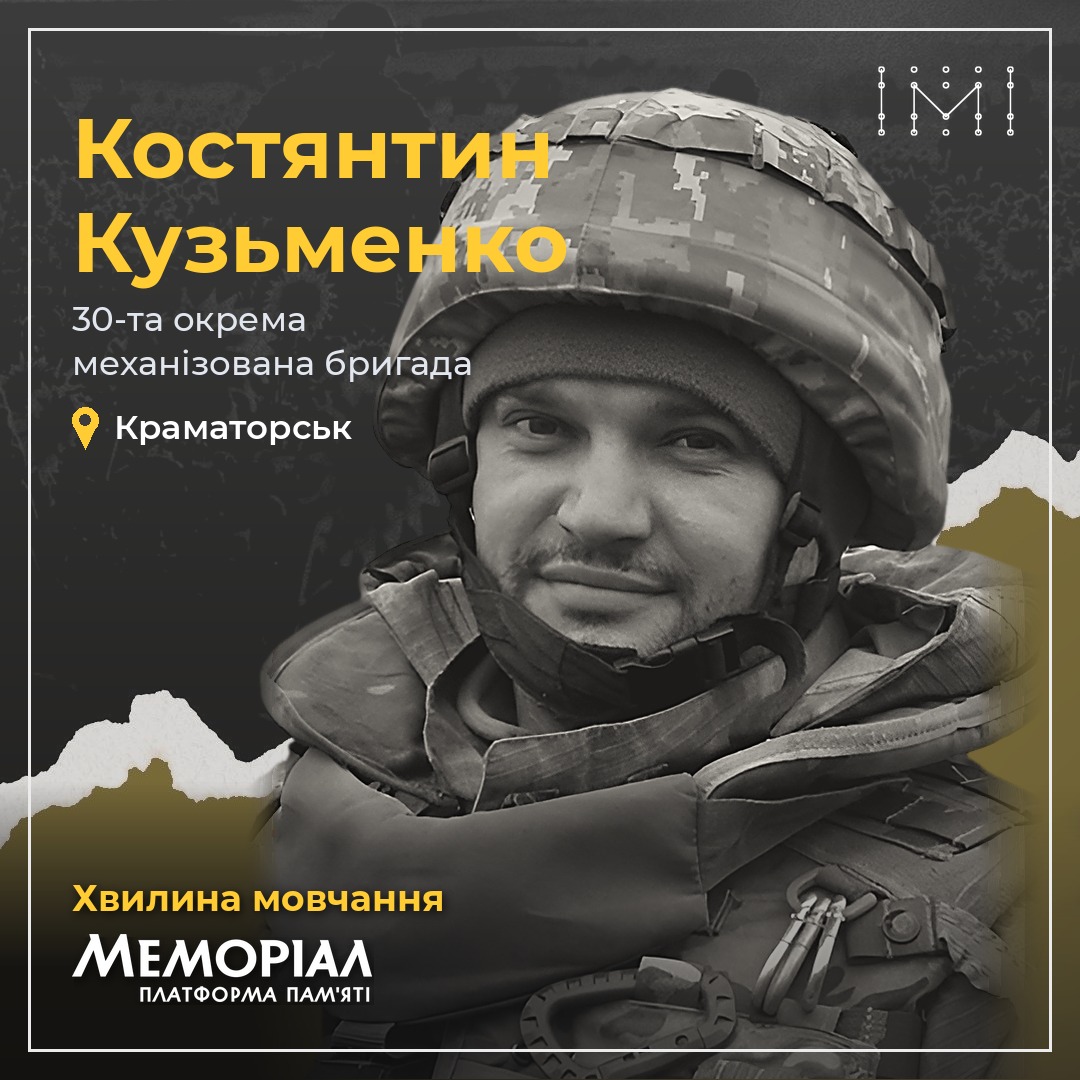 Костянтин
Кузьменко
30-та окрема
механізована бригада
Краматорськ
Хвилина мовчання
МЕМОРІАЛ
ПЛАТФОРМА ПАМ'ЯТІ